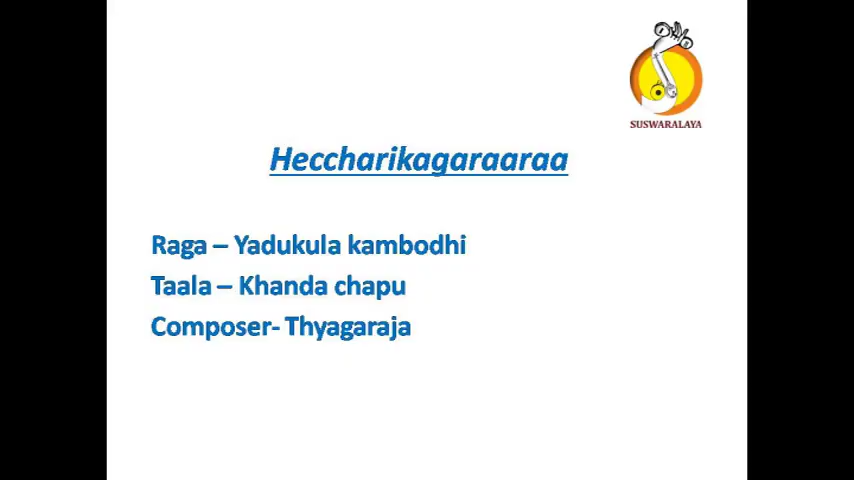 SUSWARALAYA
Heccharikagaraaraa
Raga – Yadukula kambodhi
Taala – Khanda chapu
Composer- Thyagaraja